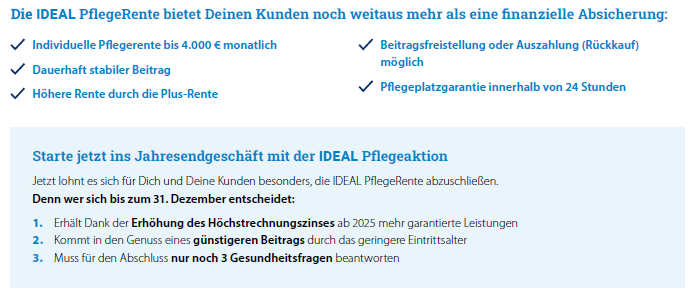 Die IDEAL PflegeRente bietet Deinen Kunden noch weitaus mehr als eine finanzielle Absicherung:
Individuelle Pflegerente bis 4.000 € monatlich
Dauerhaft stabiler Beitrag
Höhere Rente durch die Plus-Rente
Beitragsfreistellung oder Auszahlung (Rückkauf)
möglich
Pflegeplatzgarantie innerhalb von 24 Stunden
Starte jetzt ins Jahresendgeschäft mit der IDEAL Pflegeaktion
Jetzt lohnt es sich für Dich und Deine Kunden besonders, die IDEAL PflegeRente abzuschließen.
Denn wer sich bis zum 31. Dezember entscheidet:
1. Erhält Dank der Erhöhung des Höchstrechnungszinses ab 2025 mehr garantierte Leistungen
2. Kommt in den Genuss eines günstigeren Beitrags durch das geringere Eintrittsalter
3. Muss für den Abschluss nur noch 3 Gesundheitsfragen beantworten